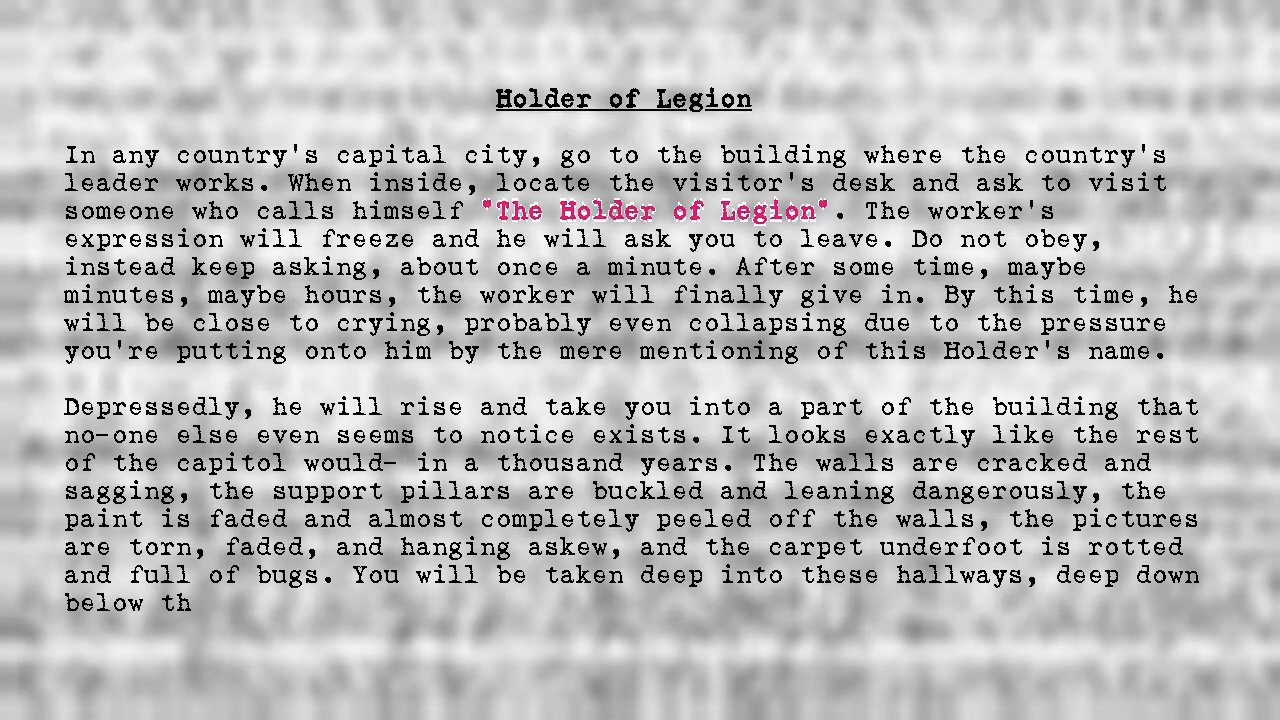 Holder of Legion
In any country's capital city, go to the building where the country's
leader works. When inside, locate the visitor's desk and ask to visit
someone who calls himself "The Holder of Legion". The worker's
expression will freeze and he will ask you to leave. Do not obey,
instead keep asking, about once a minute. After some time, maybe
minutes, maybe hours, the worker will finally give in. By this time, he
will be close to crying, probably even collapsing due to the pressure
you're putting onto him by the mere mentioning of this Holder's name.
Depressedly, he will rise and take you into a part of the building that
no-one else even seems to notice exists. It looks exactly like the rest
of the capitol would- in a thousand years. The walls are cracked and
sagging, the support pillars are buckled and leaning dangerously, the
paint is faded and almost completely peeled off the walls, the pictures
are torn, faded, and hanging askew, and the carpet underfoot is rotted
and full of bugs. You will be taken deep into these hallways, deep down
below th